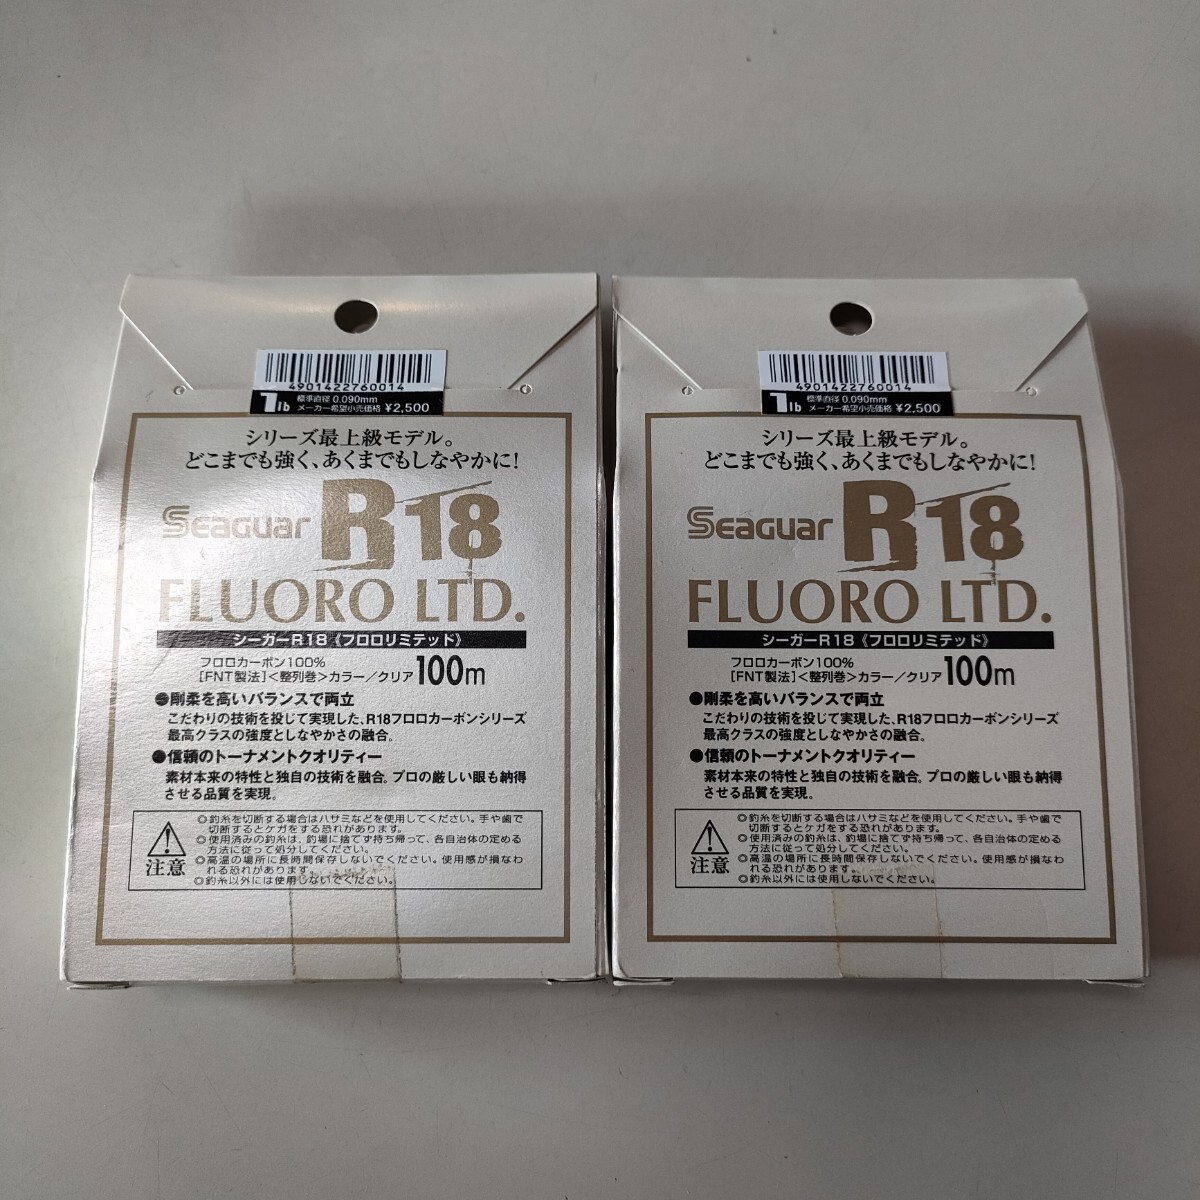 4901422760014
1lb 標準直径 0.090mm
メーカー希望小売価格 ¥2,500
シリーズ最上級モデル。
どこまでも強く、あくまでもしなやかに!
Seaguar R18
FLUORO LTD.
シーガーR18《フロロリミテッド》
フロロカーボン100%
[FNT製法]<整列巻>カラー/クリア 100m
●剛柔を高いバランスで両立
こだわりの技術を投じて実現した、R18フロロカーボンシリーズ
最高クラスの強度としなやかさの融合。
●信頼のトーナメントクオリティー
素材本来の特性と独自の技術を融合。プロの厳しい眼も納得
させる品質を実現。
注意
◎釣糸を切断する場合はハサミなどを使用してください。手や歯で
切断するとケガをする恐れがあります。
◎使用済みの釣糸は、釣場に捨てず持ち帰って、各自治体の定める
方法に従って処分してください。
◎高温の場所に長時間保存しないでください。使用感が損なわ
れる恐れがあります。
◎釣糸以外には使用しないでください。
4901422760014
1lb 標準直径 0.090mm
メーカー希望小売価格 ¥2,500
シリーズ最上級モデル。
どこまでも強く、あくまでもしなやかに!
Seaguar R18
FLUORO LTD.
シーガーR18《フロロリミテッド》
フロロカーボン100%
[FNT製法]<整列巻>カラー/クリア 100m
●剛柔を高いバランスで両立
こだわりの技術を投じて実現した、R18フロロカーボンシリーズ
最高クラスの強度としなやかさの融合。
●信頼のトーナメントクオリティー
素材本来の特性と独自の技術を融合。プロの厳しい眼も納得
させる品質を実現。
注意
◎釣糸を切断する場合はハサミなどを使用してください。手や歯で
切断するとケガをする恐れがあります。
◎使用済みの釣糸は、釣場に捨てず持ち帰って、各自治体の定める
方法に従って処分してください。
◎高温の場所に長時間保存しないでください。使用感が損なわ
れる恐れがあります。
◎釣糸以外には使用しないでください。